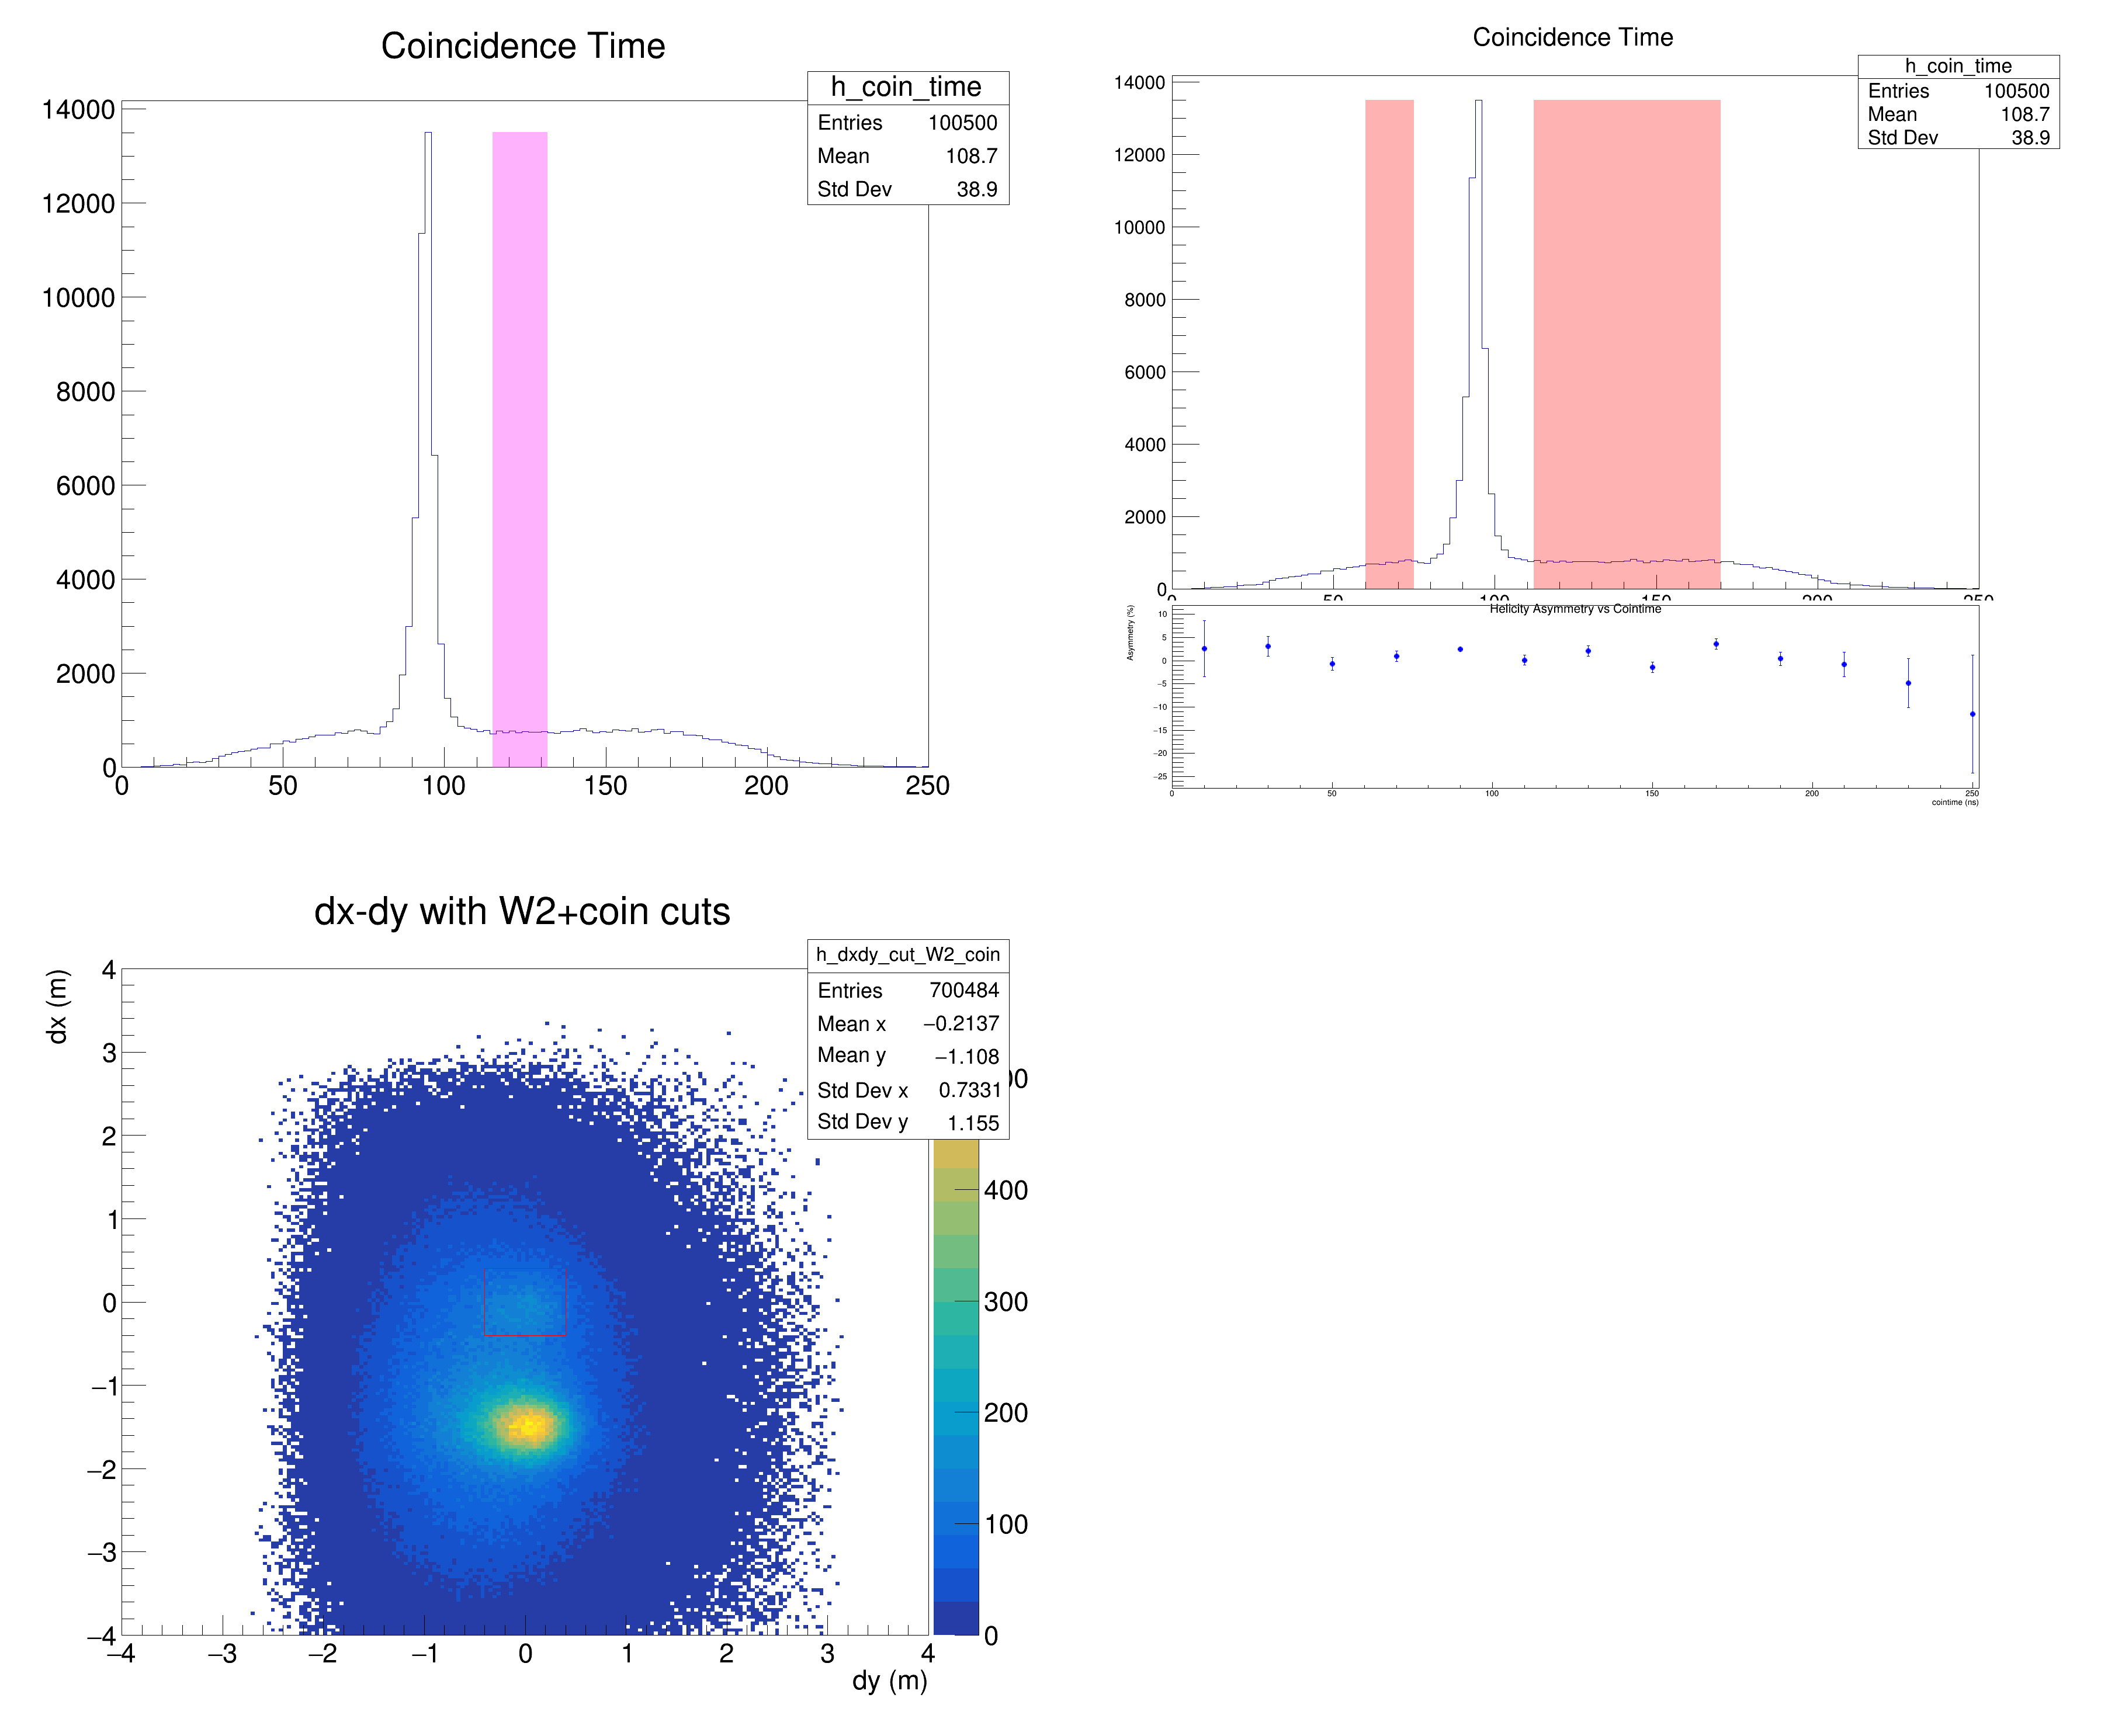 Coincidence Time
h_coin_time
Entries 100500
Mean 108.7
Std Dev 38.9
14000
12000
10000
8000
6000
4000
2000
0
0 50 100 150 200 250
Coincidence Time
h_coin_time
Entries 100500
Mean 108.7
Std Dev 38.9
14000
12000
10000
8000
6000
4000
2000
0
0 50 100 150 200 250
Helicity Asymmetry vs Cointime
Asymmetry (%)
10
5
0
−5
−10
−15
−20
−25
0 50 100 150 200 250
cointime (ns)
dx-dy with W2+coin cuts
h_dxdy_cut_W2_coin
Entries 700484
Mean x −0.2137
Mean y −1.108
Std Dev x 0.7331
Std Dev y 1.155
dx (m)
4
3
2
1
0
−1
−2
−3
−4
−4 −3 −2 −1 0 1 2 3 4
dy (m)
400
300
200
100
0